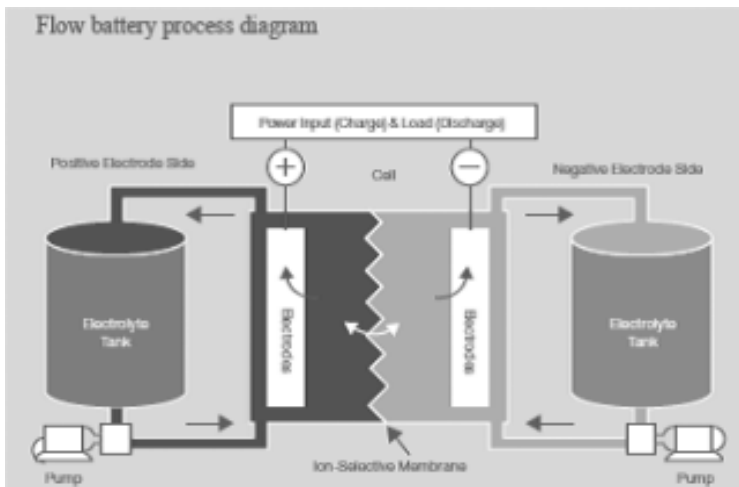 Flow battery process diagram
Power Input (Charge) & Load (Discharge)
Positive Electrode Side
+
Cell
−
Negative Electrode Side
Electrolyte
Tank
Electrodes
Electrodes
Electrolyte
Tank
Ion-Selective Membrane
Pump
Pump